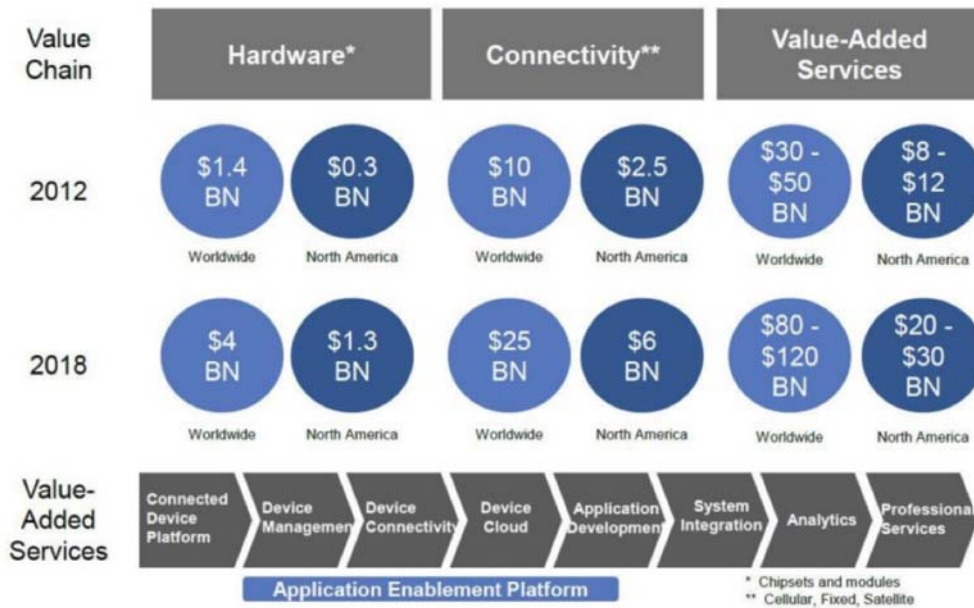 Value
Chain
Hardware*
Connectivity**
Value-Added
Services
2012
$1.4
BN
Worldwide
$0.3
BN
North America
$10
BN
Worldwide
$2.5
BN
North America
$30 -
$50
BN
Worldwide
$8 -
$12
BN
North America
2018
$4
BN
Worldwide
$1.3
BN
North America
$25
BN
Worldwide
$6
BN
North America
$80 -
$120
BN
Worldwide
$20 -
$30
BN
North America
Value-
Added
Services
Connected
Device
Platform
Device
Management
Device
Connectivity
Device
Cloud
Application
Development
System
Integration
Analytics
Professional
Services
Application Enablement Platform
* Chipsets and modules
** Cellular, Fixed, Satellite